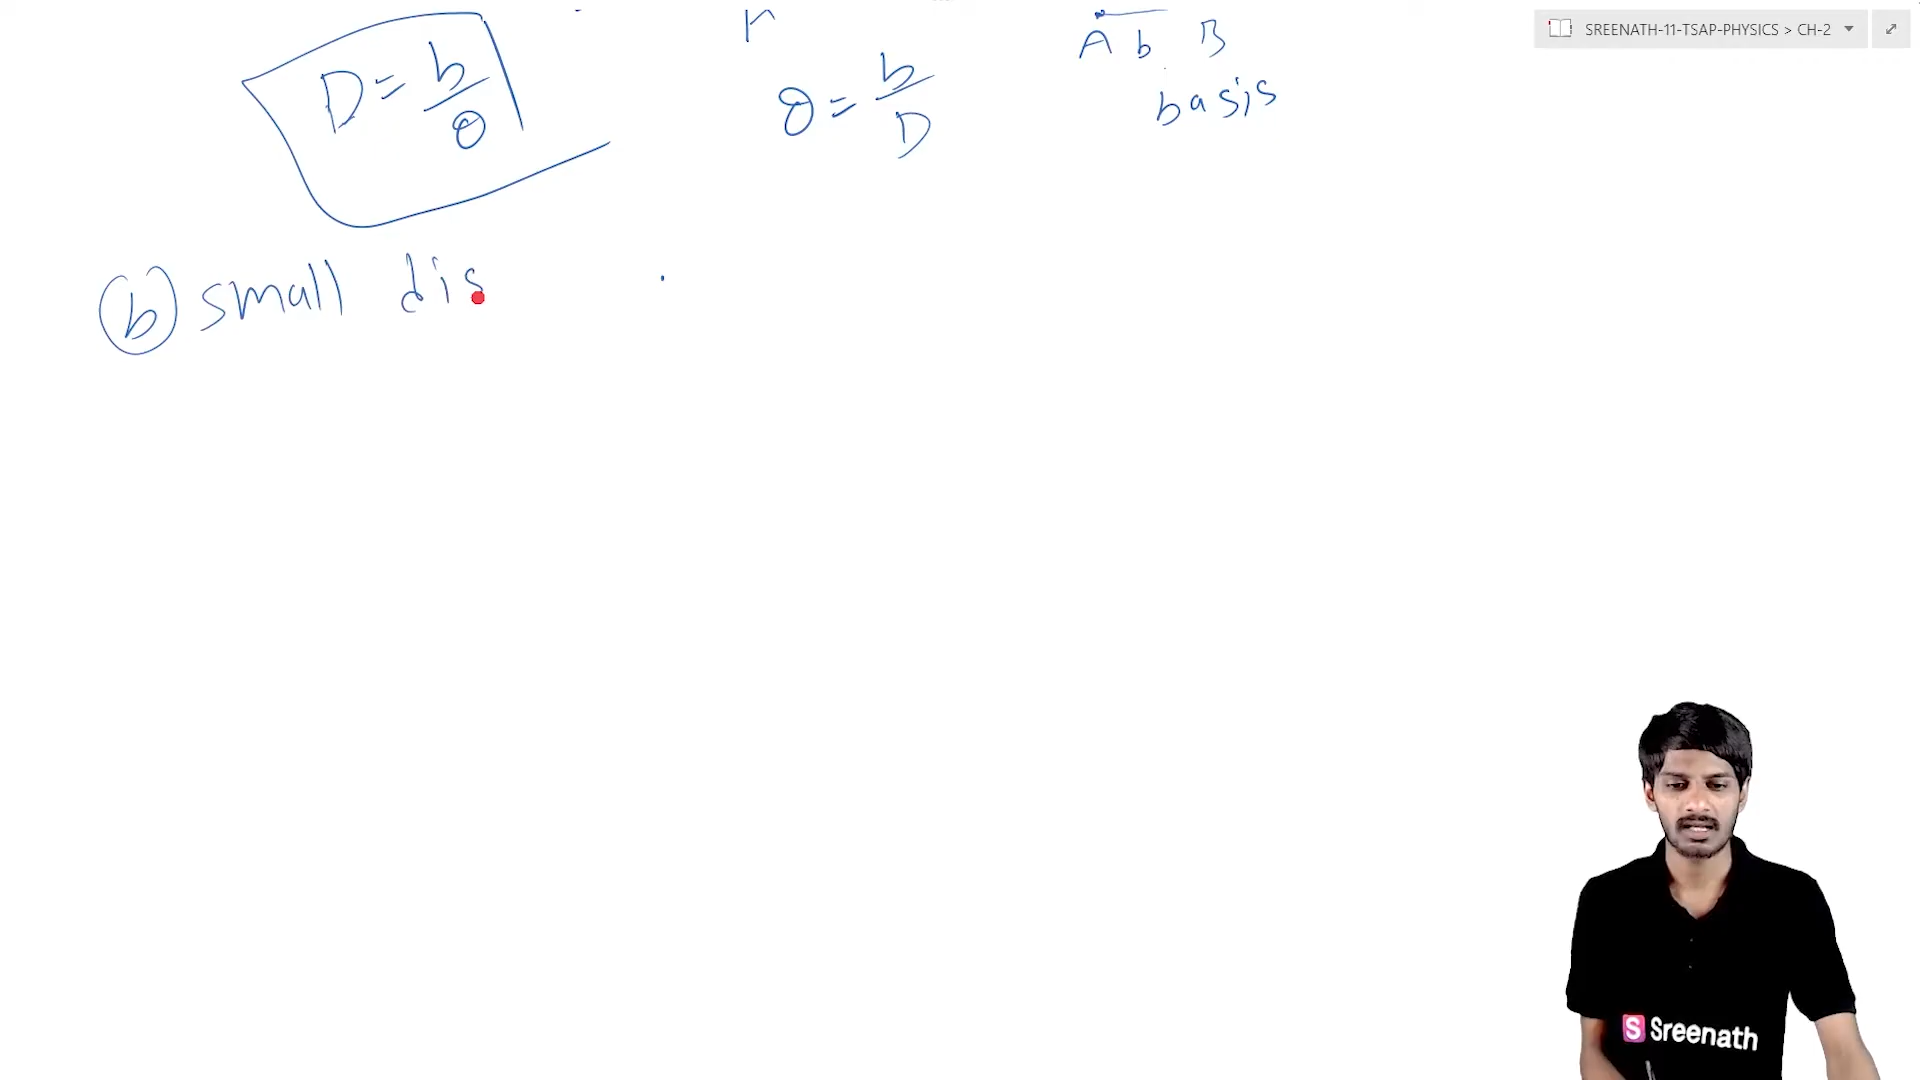 SREENATH-11-TSAP-PHYSICS > CH-2
A b B
D = b/θ
θ = b/D
basis
(b) small dis
S Sreenath